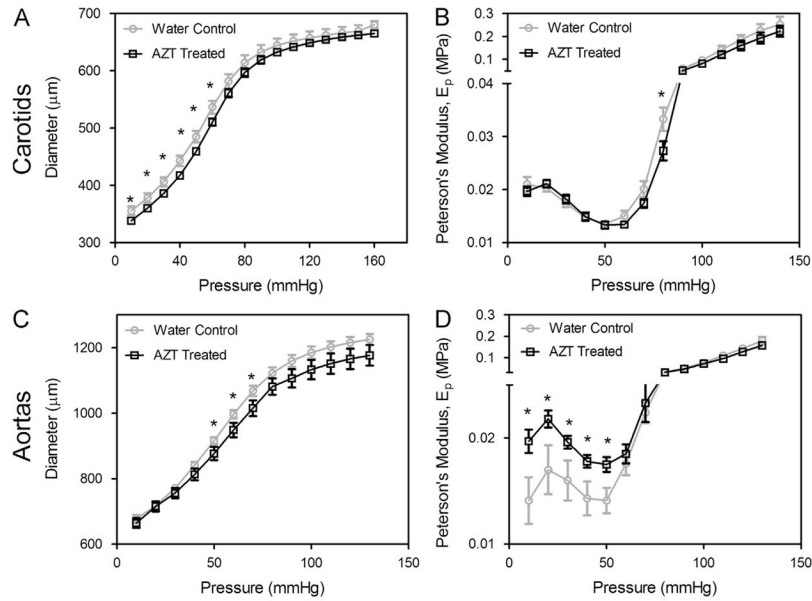 A
700
600
500
400
300
Carotids
Diameter (μm)
Water Control
AZT Treated
*
*
*
*
*
*
0
40
80
120
160
Pressure (mmHg)
B
0.3
0.2
0.1
0.04
0.03
0.02
0.01
Peterson's Modulus, Ep (MPa)
Water Control
AZT Treated
*
0
50
100
150
Pressure (mmHg)
C
1200
1000
800
600
Aortas
Diameter (μm)
Water Control
AZT Treated
*
*
*
0
50
100
150
Pressure (mmHg)
D
0.3
0.2
0.1
0.02
0.01
Peterson's Modulus, Ep (MPa)
Water Control
AZT Treated
*
*
*
*
*
0
50
100
150
Pressure (mmHg)